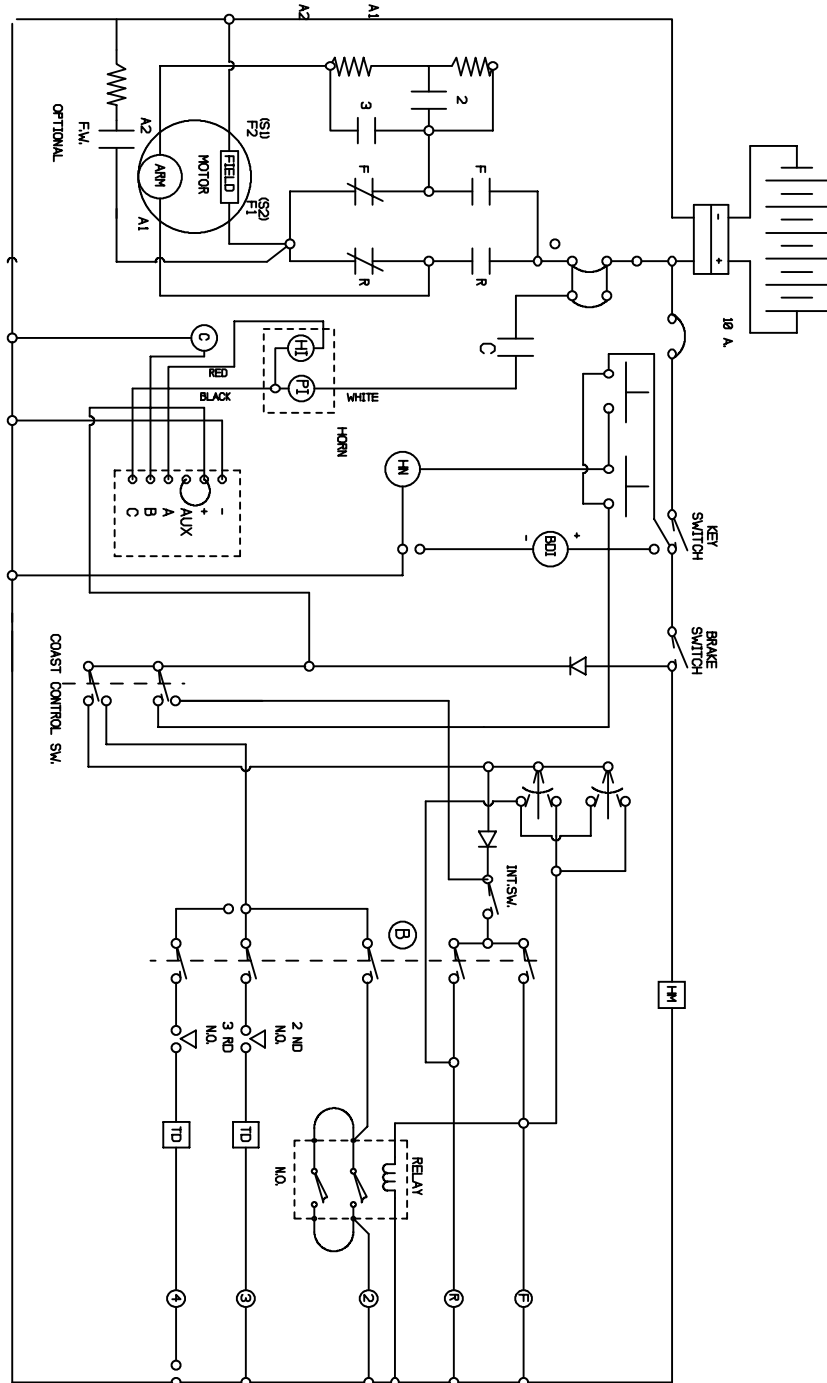 A1
A2
-
+
10 A.
2
3
(S1)
F2
FIELD
(S2)
F1
MOTOR
A2
ARM
A1
F.W.
OPTIONAL
F
F
R
R
C
C
HI
PI
RED
BLACK
WHITE
HORN
HN
-
+
AUX
A
B
C
KEY
SWITCH
BDI
+
-
BRAKE
SWITCH
COAST CONTROL SW.
INT.SW.
B
HM
2 ND
N.O.
3 RD
N.O.
TD
TD
RELAY
N.O.
F
R
2
3
4